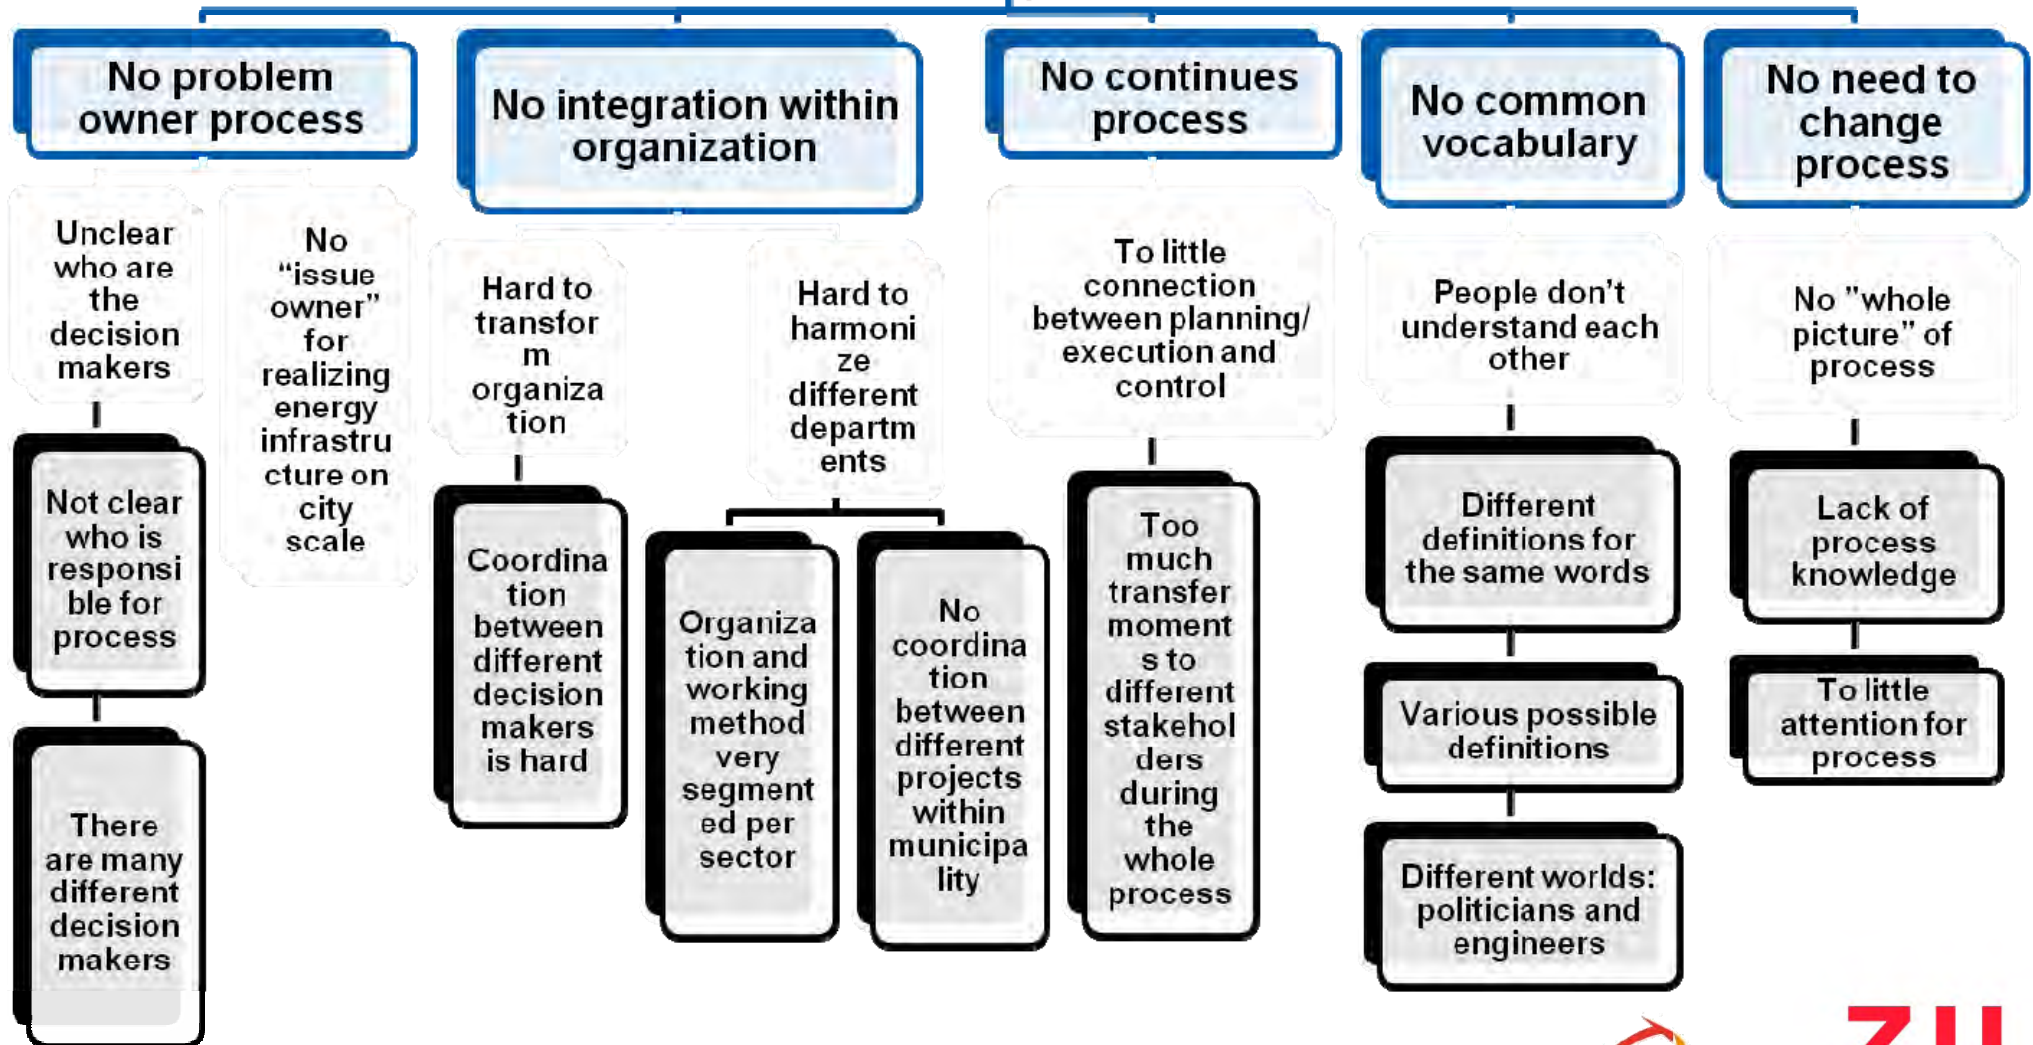 No problem
owner process
No integration within
organization
No continues
process
No common
vocabulary
No need to
change
process
Unclear
who are
the
decision
makers
No
“issue
owner”
for
realizing
energy
infrastru
cture on
city
scale
Hard to
transfor
m
organiza
tion
Hard to
harmoni
ze
different
departm
ents
To little
connection
between planning/
execution and
control
People don’t
understand each
other
No ”whole
picture” of
process
Not clear
who is
responsi
ble for
process
Coordina
tion
between
different
decision
makers
is hard
Organiza
tion and
working
method
very
segment
ed per
sector
No
coordina
tion
between
different
projects
within
municipa
lity
Too
much
transfer
moment
s to
different
stakehol
ders
during
the
whole
process
Different
definitions for
the same words
Lack of
process
knowledge
There
are many
different
decision
makers
Various possible
definitions
To little
attention for
process
Different worlds:
politicians and
engineers